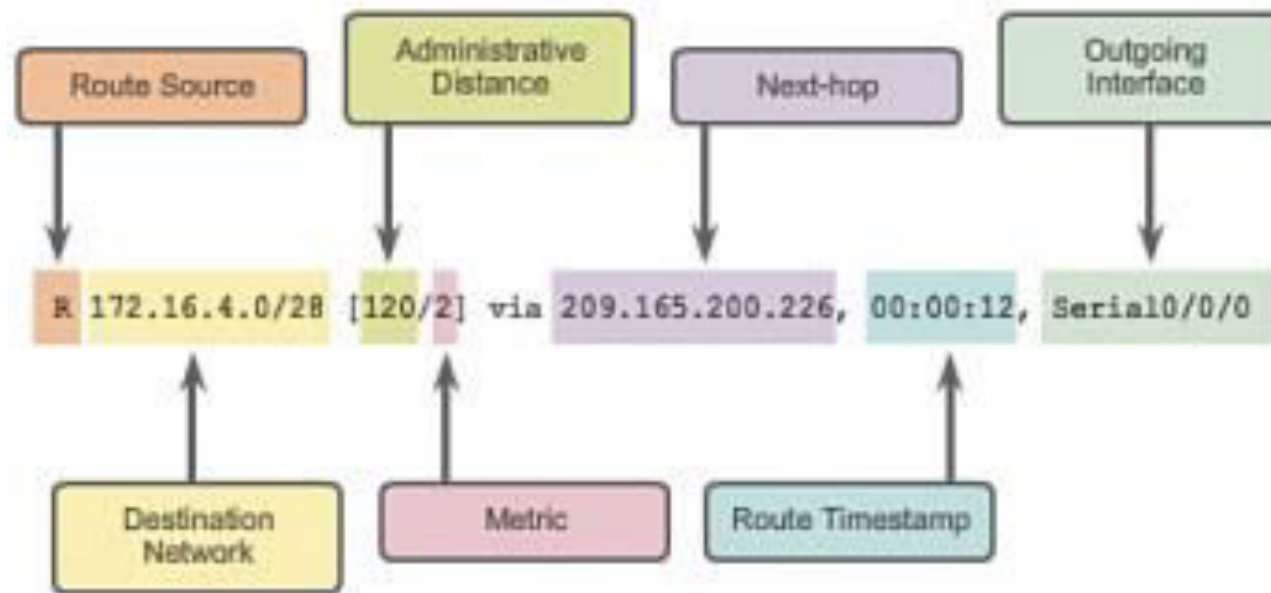 Route Source
Administrative
Distance
Next-hop
Outgoing
Interface
R 172.16.4.0/28 [120/2] via 209.165.200.226, 00:00:12, Serial0/0/0
Destination
Network
Metric
Route Timestamp